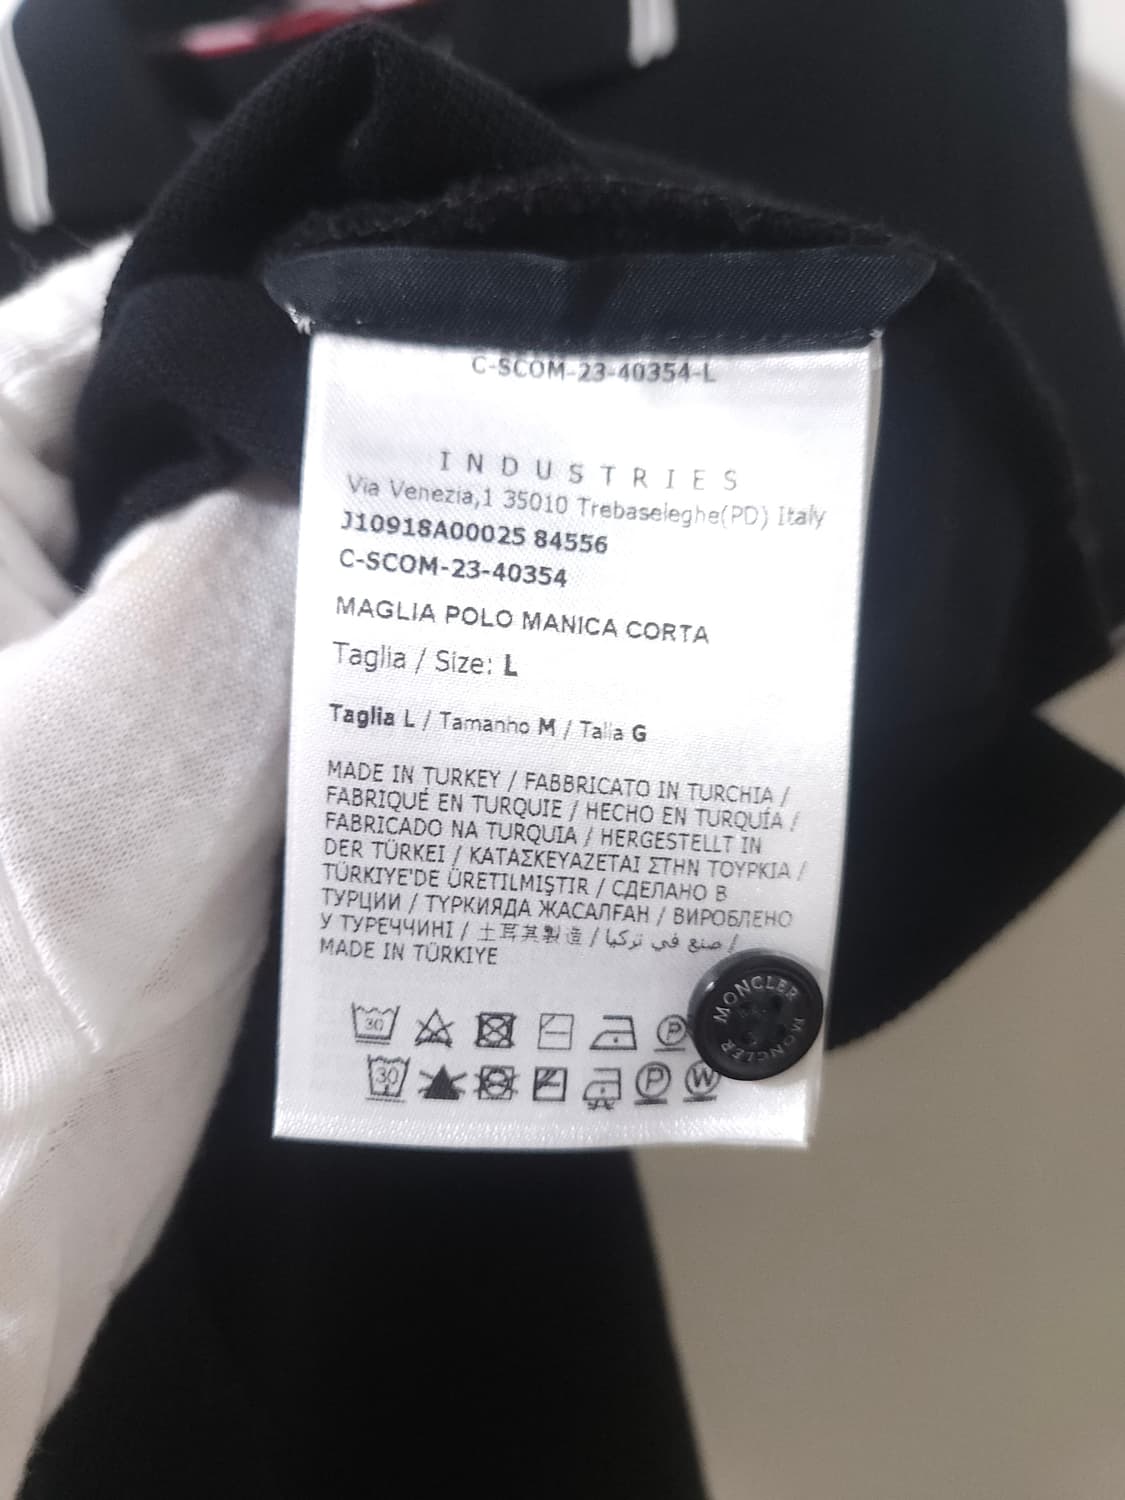 C-SCOM-23-40354-L
INDUSTRIES
Via Venezia,1 35010 Trebaseleghe(PD) Italy
J10918A00025 84556
C-SCOM-23-40354
MAGLIA POLO MANICA CORTA
Taglia / Size: L
Taglia L / Tamanho M / Talla G
MADE IN TURKEY / FABBRICATO IN TURCHIA /
FABRIQUÉ EN TURQUIE / HECHO EN TURQUÍA /
FABRICADO NA TURQUIA / HERGESTELLT IN
DER TÜRKEI / ΚΑΤΑΣΚΕΥΑΖΕΤΑΙ ΣΤΗΝ ΤΟΥΡΚΙΑ /
TÜRKIYE'DE ÜRETILMIŞTIR / СДЕЛАНО В
ТУРЦИИ / ТҮРКИЯДА ЖАСАЛҒАН / ВИРОБЛЕНО
У ТУРЕЧЧИНІ / 土耳其製造 / صنع في تركيا /
MADE IN TÜRKIYE
30 P
30 P W
MONCLER MONCLER